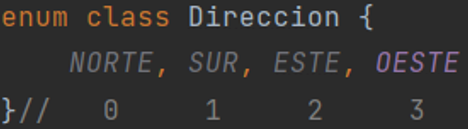 enum class Direccion {
NORTE, SUR, ESTE, OESTE
}// 0 1 2 3